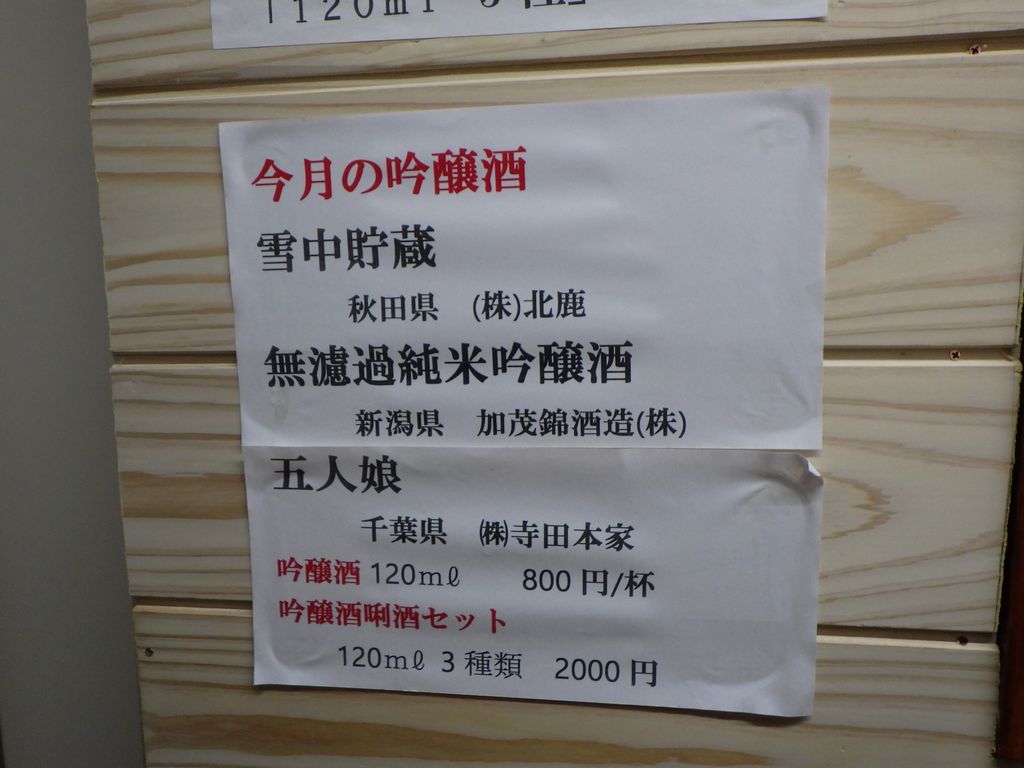 「120ml 3種」
今月の吟醸酒
雪中貯蔵
秋田県 (株)北鹿
無濾過純米吟醸酒
新潟県 加茂錦酒造(株)
五人娘
千葉県 ㈱寺田本家
吟醸酒 120mℓ 800円/杯
吟醸酒唎酒セット
120mℓ 3種類 2000円